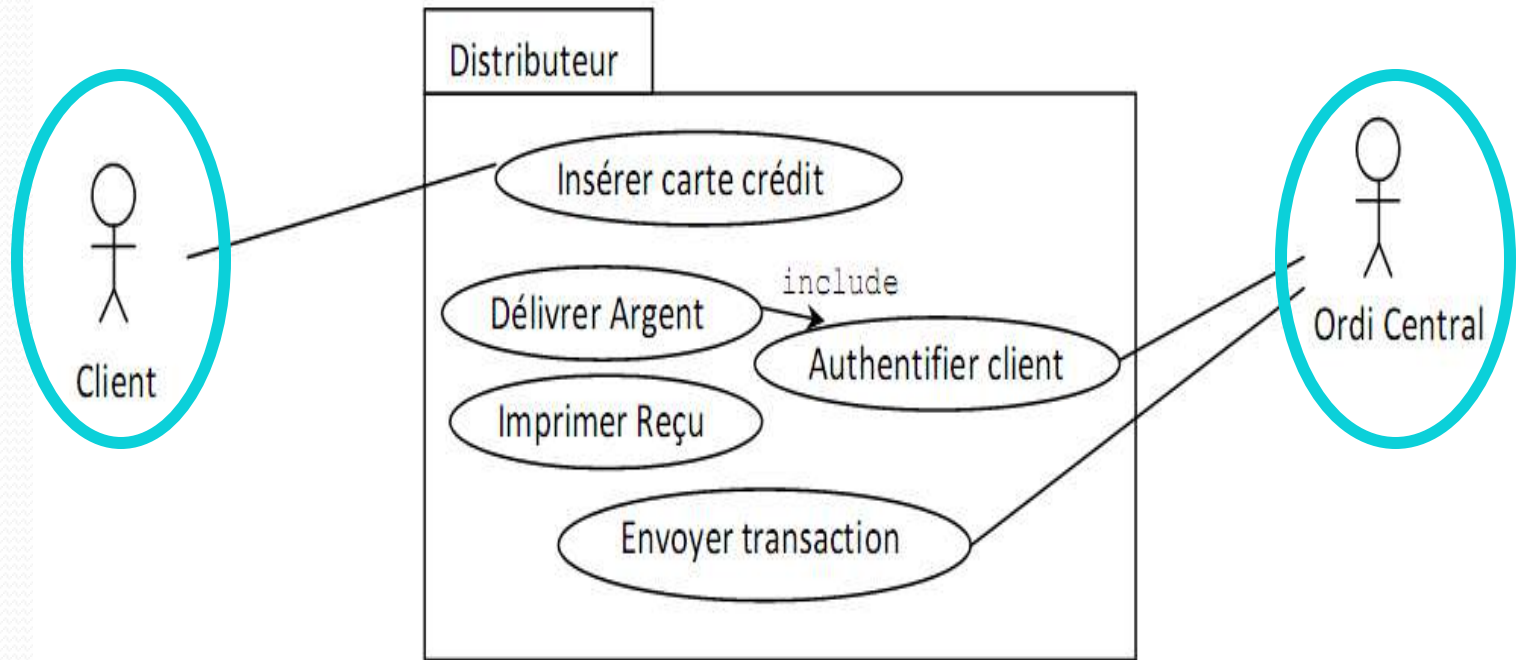 Distributeur
Insérer carte crédit
include
Délivrer Argent
Authentifier client
Imprimer Reçu
Envoyer transaction
Client
Ordi Central